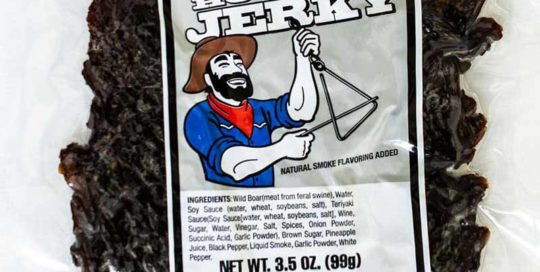 JERKY
NATURAL SMOKE FLAVORING ADDED
INGREDIENTS: Wild Boar(meat from feral swine), Water,
Soy Sauce (water, wheat, soybeans, salt), Teriyaki
Sauce(Soy Sauce[water, wheat, soybeans, salt], Wine,
Sugar, Water, Vinegar, Salt, Spices, Onion Powder,
Succinic Acid, Garlic Powder), Brown Sugar, Pineapple
Juice, Black Pepper, Liquid Smoke, Garlic Powder, White
Pepper.
NET WT. 3.5 OZ. (99g)